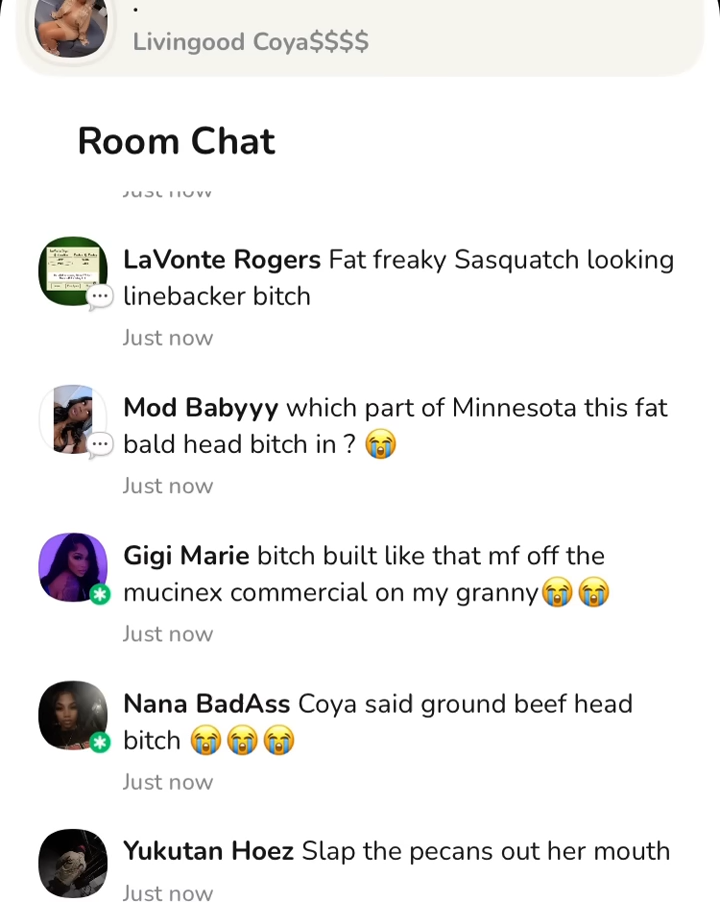 .
Livingood Coya$$$$
Room Chat
Just now
LaVonte Rogers Fat freaky Sasquatch looking
linebacker bitch
Just now
Mod Babyyy which part of Minnesota this fat
bald head bitch in ? 😭
Just now
Gigi Marie bitch built like that mf off the
mucinex commercial on my granny😭😭
Just now
Nana BadAss Coya said ground beef head
bitch 😭😭😭
Just now
Yukutan Hoez Slap the pecans out her mouth
Just now